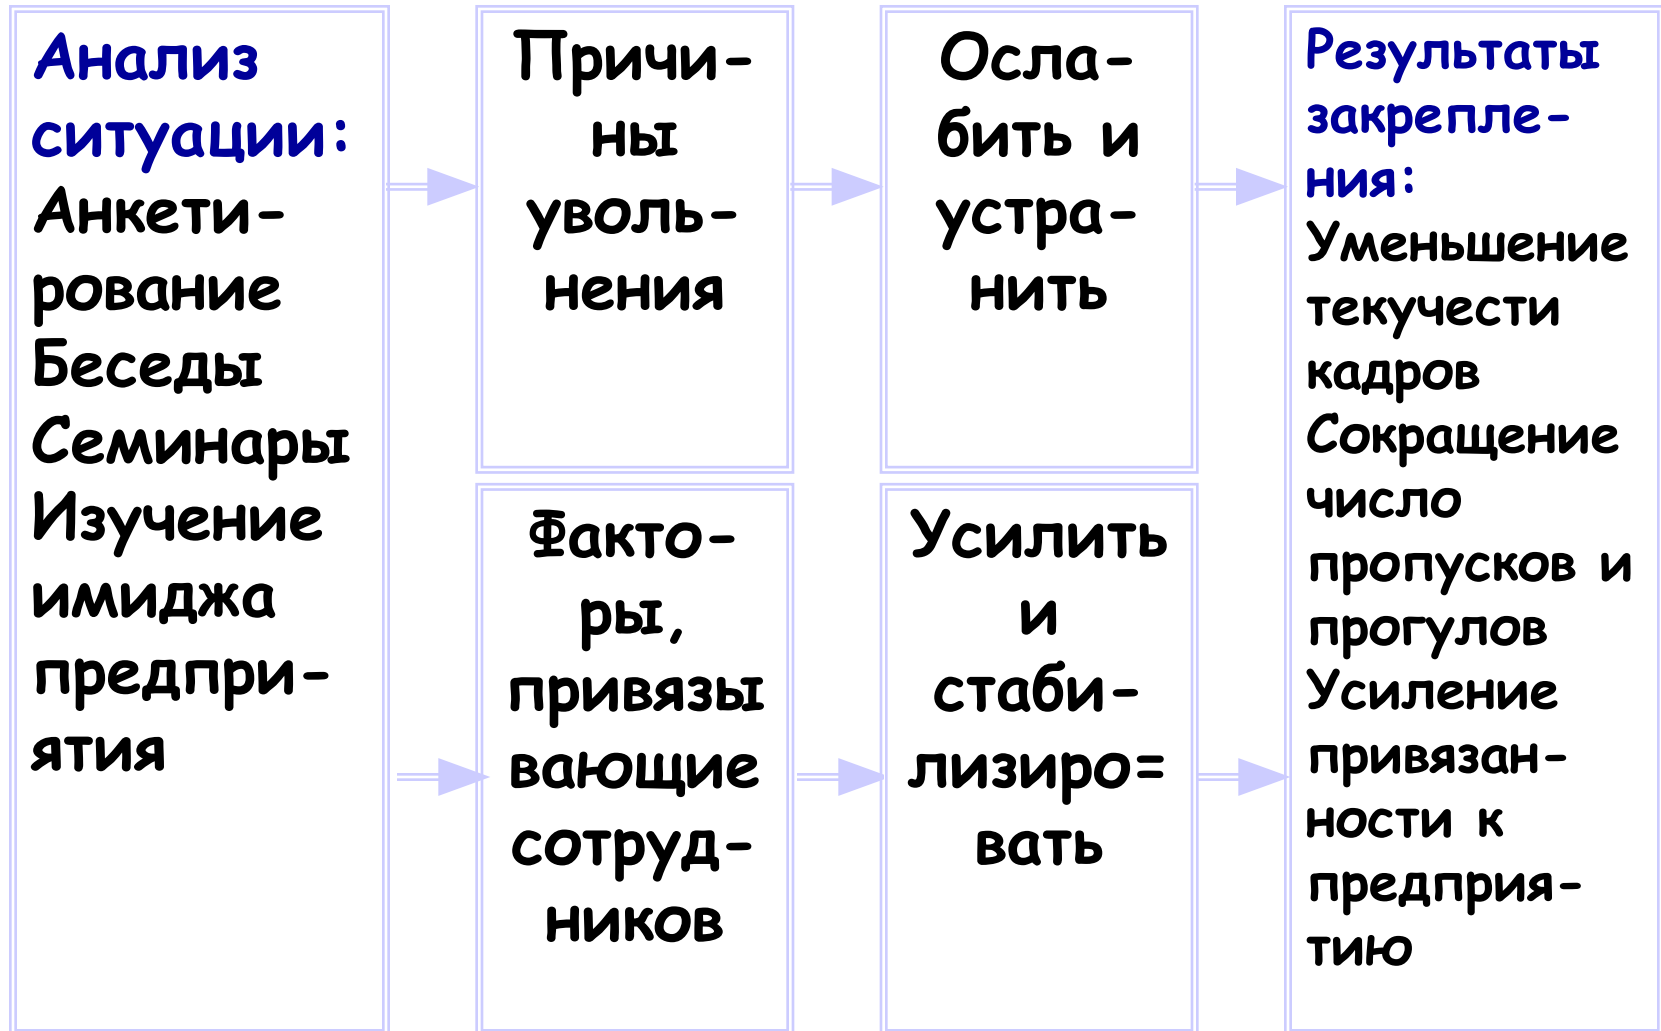 Анализ
ситуации:
Анкети-
рование
Беседы
Семинары
Изучение
имиджа
предпри-
ятия
Причи-
ны
уволь-
нения
Осла-
бить и
устра-
нить
Факто-
ры,
привязы
вающие
сотруд-
ников
Усилить
и
стаби-
лизиро=
вать
Результаты
закрепле-
ния:
Уменьшение
текучести
кадров
Сокращение
число
пропусков и
прогулов
Усиление
привязан-
ности к
предприя-
тию